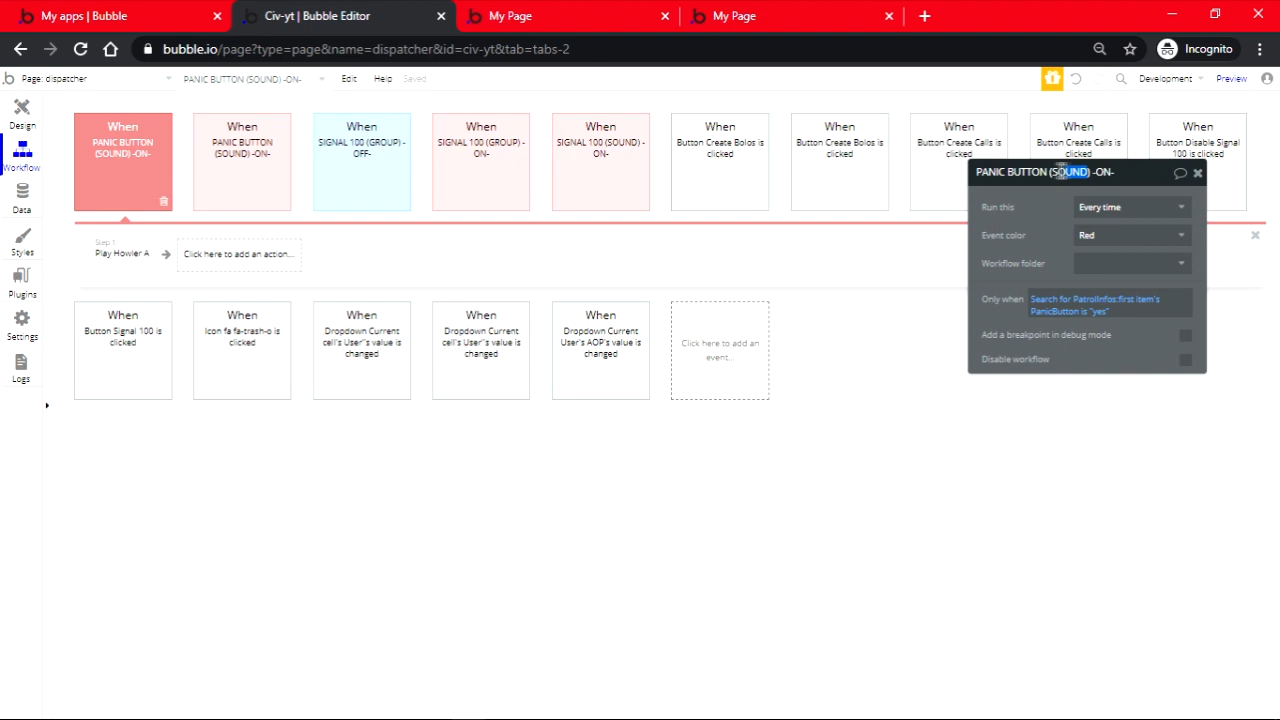 My apps | Bubble
Civ-yt | Bubble Editor
My Page
My Page
bubble.io/page?type=page&name=dispatcher&id=civ-yt&tab=tabs-2
Incognito
Page: dispatcher
PANIC BUTTON (SOUND) -ON-
Edit
Help
Saved
Development
Preview
Design
Workflow
Data
Styles
Plugins
Settings
Logs
When
PANIC BUTTON
(SOUND) -ON-
When
PANIC BUTTON
(SOUND) -ON-
When
SIGNAL 100 (GROUP) -
OFF-
When
SIGNAL 100 (GROUP) -
ON-
When
SIGNAL 100 (SOUND) -
ON-
When
Button Create Bolos is
clicked
When
Button Create Bolos is
clicked
When
Button Create Calls is
clicked
When
Button Create Calls is
clicked
When
Button Disable Signal
100 is clicked
Step 1
Play Howler A
Click here to add an action...
When
Button Signal 100 is
clicked
When
Icon fa fa-trash-o is
clicked
When
Dropdown Current
cell's User"s value is
changed
When
Dropdown Current
cell's User"s value is
changed
When
Dropdown Current
User's AOP's value is
changed
Click here to add an
event...
PANIC BUTTON (SOUND) -ON-
Run this
Every time
Event color
Red
Workflow folder
Only when
Search for PatrolInfos:first item's
PanicButton is "yes"
Add a breakpoint in debug mode
Disable workflow